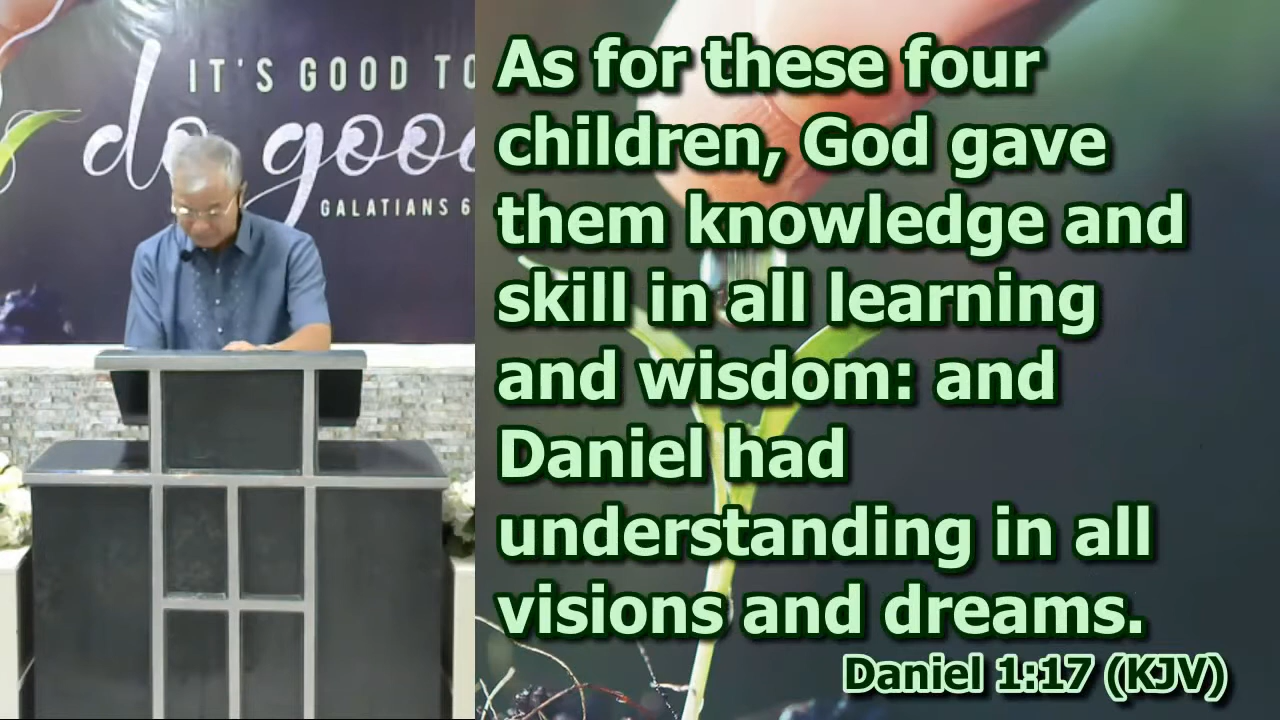 IT'S GOOD TO
do good
GALATIANS 6
As for these four
children, God gave
them knowledge and
skill in all learning
and wisdom: and
Daniel had
understanding in all
visions and dreams.
Daniel 1:17 (KJV)